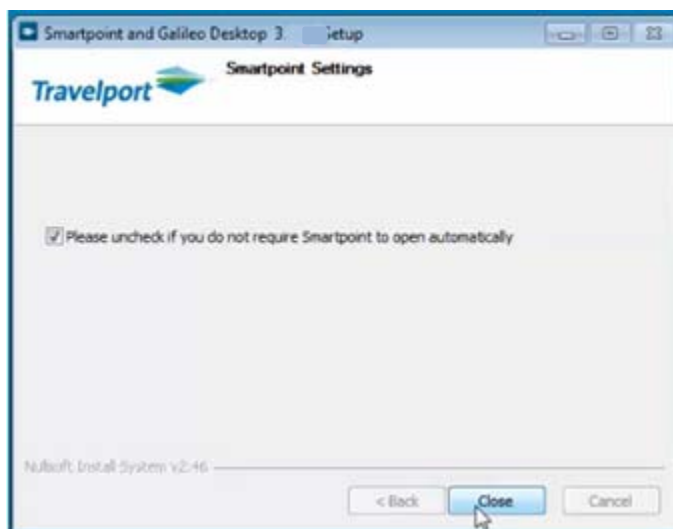 Smartpoint and Galileo Desktop 3. etup
Smartpoint Settings
Travelport
Please uncheck if you do not require Smartpoint to open automatically
Nullsoft Install System v2.46
< Back Close Cancel